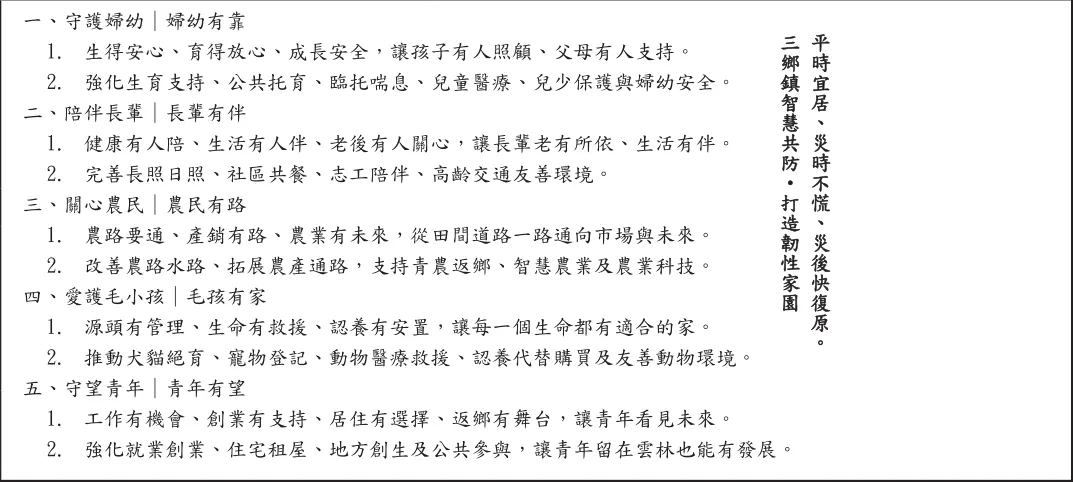 一、守護婦幼│婦幼有靠
1. 生得安心、育得放心、成長安全，讓孩子有人照顧、父母有人支持。
2. 強化生育支持、公共托育、臨托喘息、兒童醫療、兒少保護與婦幼安全。
二、陪伴長輩│長輩有伴
1. 健康有人陪、生活有人伴、老後有人關心，讓長輩老有所依、生活有伴。
2. 完善長照日照、社區共餐、志工陪伴、高齡交通友善環境。
三、關心農民│農民有路
1. 農路要通、產銷有路、農業有未來，從田間道路一路通向市場與未來。
2. 改善農路水路、拓展農產通路，支持青農返鄉、智慧農業及農業科技。
四、愛護毛小孩│毛孩有家
1. 源頭有管理、生命有救援、認養有安置，讓每一個生命都有適合的家。
2. 推動犬貓絕育、寵物登記、動物醫療救援、認養代替購買及友善動物環境。
五、守望青年│青年有望
1. 工作有機會、創業有支持、居住有選擇、返鄉有舞台，讓青年看見未來。
2. 強化就業創業、住宅租屋、地方創生及公共參與，讓青年留在雲林也能有發展。
平時宜居、災時不慌、災後快復原。
三鄉鎮智慧共防・打造韌性家園